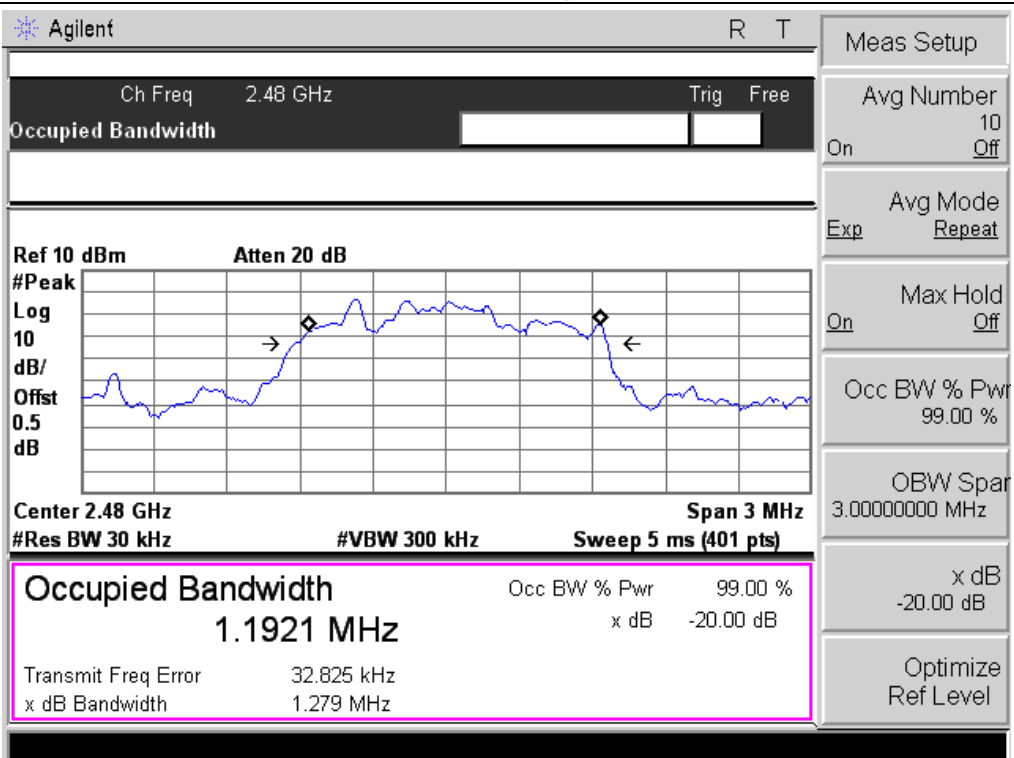 Agilent R T
Ch Freq 2.48 GHz Trig Free
Occupied Bandwidth
Ref 10 dBm Atten 20 dB
#Peak
Log
10
dB/
Offst
0.5
dB
Center 2.48 GHz Span 3 MHz
#Res BW 30 kHz #VBW 300 kHz Sweep 5 ms (401 pts)
Occupied Bandwidth
1.1921 MHz
Occ BW % Pwr 99.00 %
x dB -20.00 dB
Transmit Freq Error 32.825 kHz
x dB Bandwidth 1.279 MHz
Meas Setup
Avg Number
10
On Off
Avg Mode
Exp Repeat
Max Hold
On Off
Occ BW % Pwr
99.00 %
OBW Span
3.00000000 MHz
x dB
-20.00 dB
Optimize
Ref Level